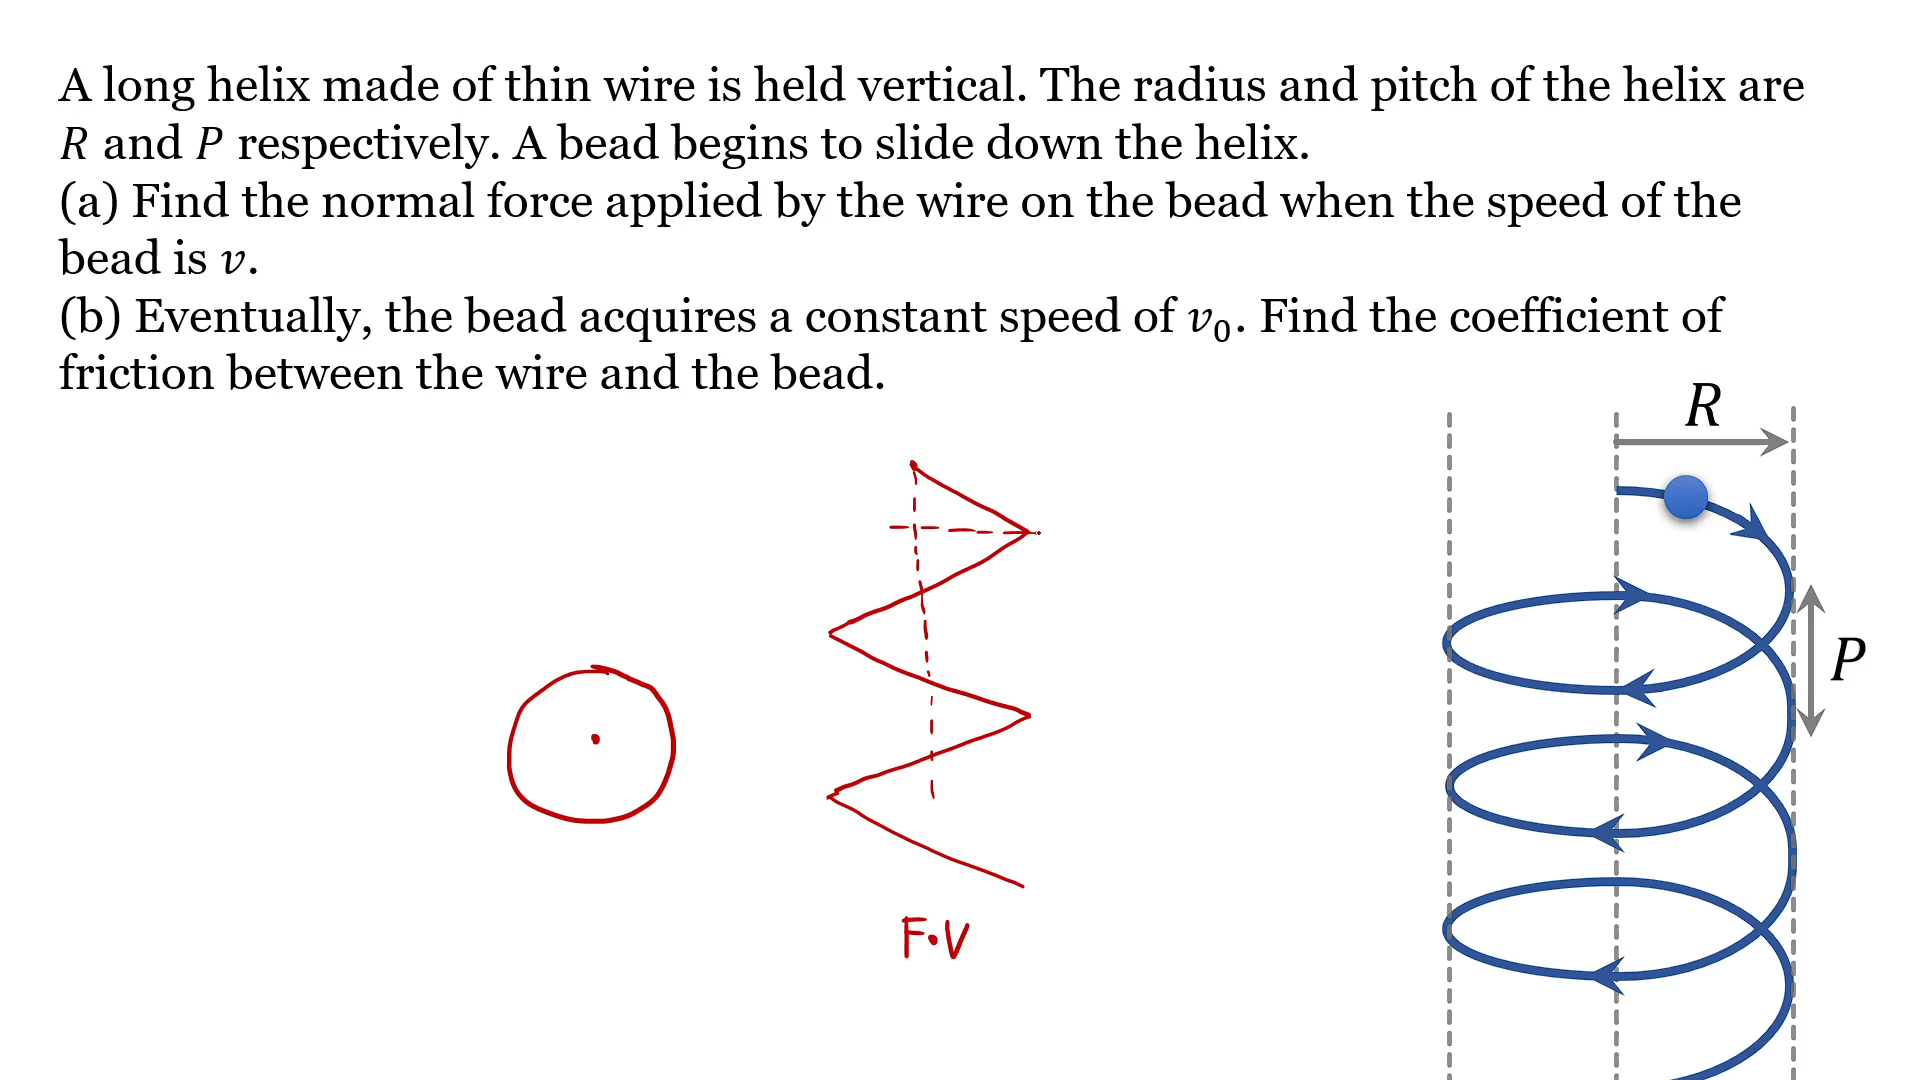 A long helix made of thin wire is held vertical. The radius and pitch of the helix are
R and P respectively. A bead begins to slide down the helix.
(a) Find the normal force applied by the wire on the bead when the speed of the
bead is v.
(b) Eventually, the bead acquires a constant speed of v₀. Find the coefficient of
friction between the wire and the bead.
R
P
F·V